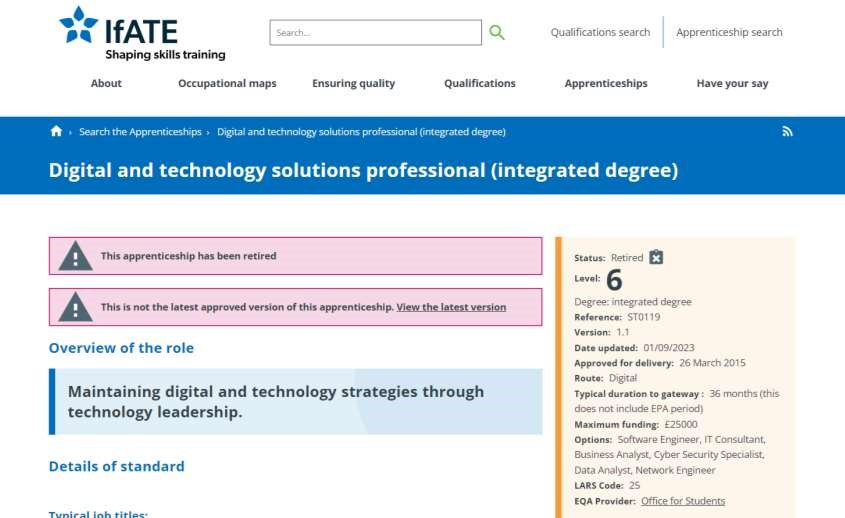 IfATE
Shaping skills training
Search...
Qualifications search
Apprenticeship search
About
Occupational maps
Ensuring quality
Qualifications
Apprenticeships
Have your say
Search the Apprenticeships › Digital and technology solutions professional (integrated degree)
Digital and technology solutions professional (integrated degree)
This apprenticeship has been retired
This is not the latest approved version of this apprenticeship. View the latest version
Overview of the role
Maintaining digital and technology strategies through
technology leadership.
Details of standard
Typical job titles:
Status: Retired
Level: 6
Degree: integrated degree
Reference: ST0119
Version: 1.1
Date updated: 01/09/2023
Approved for delivery: 26 March 2015
Route: Digital
Typical duration to gateway : 36 months (this
does not include EPA period)
Maximum funding: £25000
Options: Software Engineer, IT Consultant,
Business Analyst, Cyber Security Specialist,
Data Analyst, Network Engineer
LARS Code: 25
EQA Provider: Office for Students